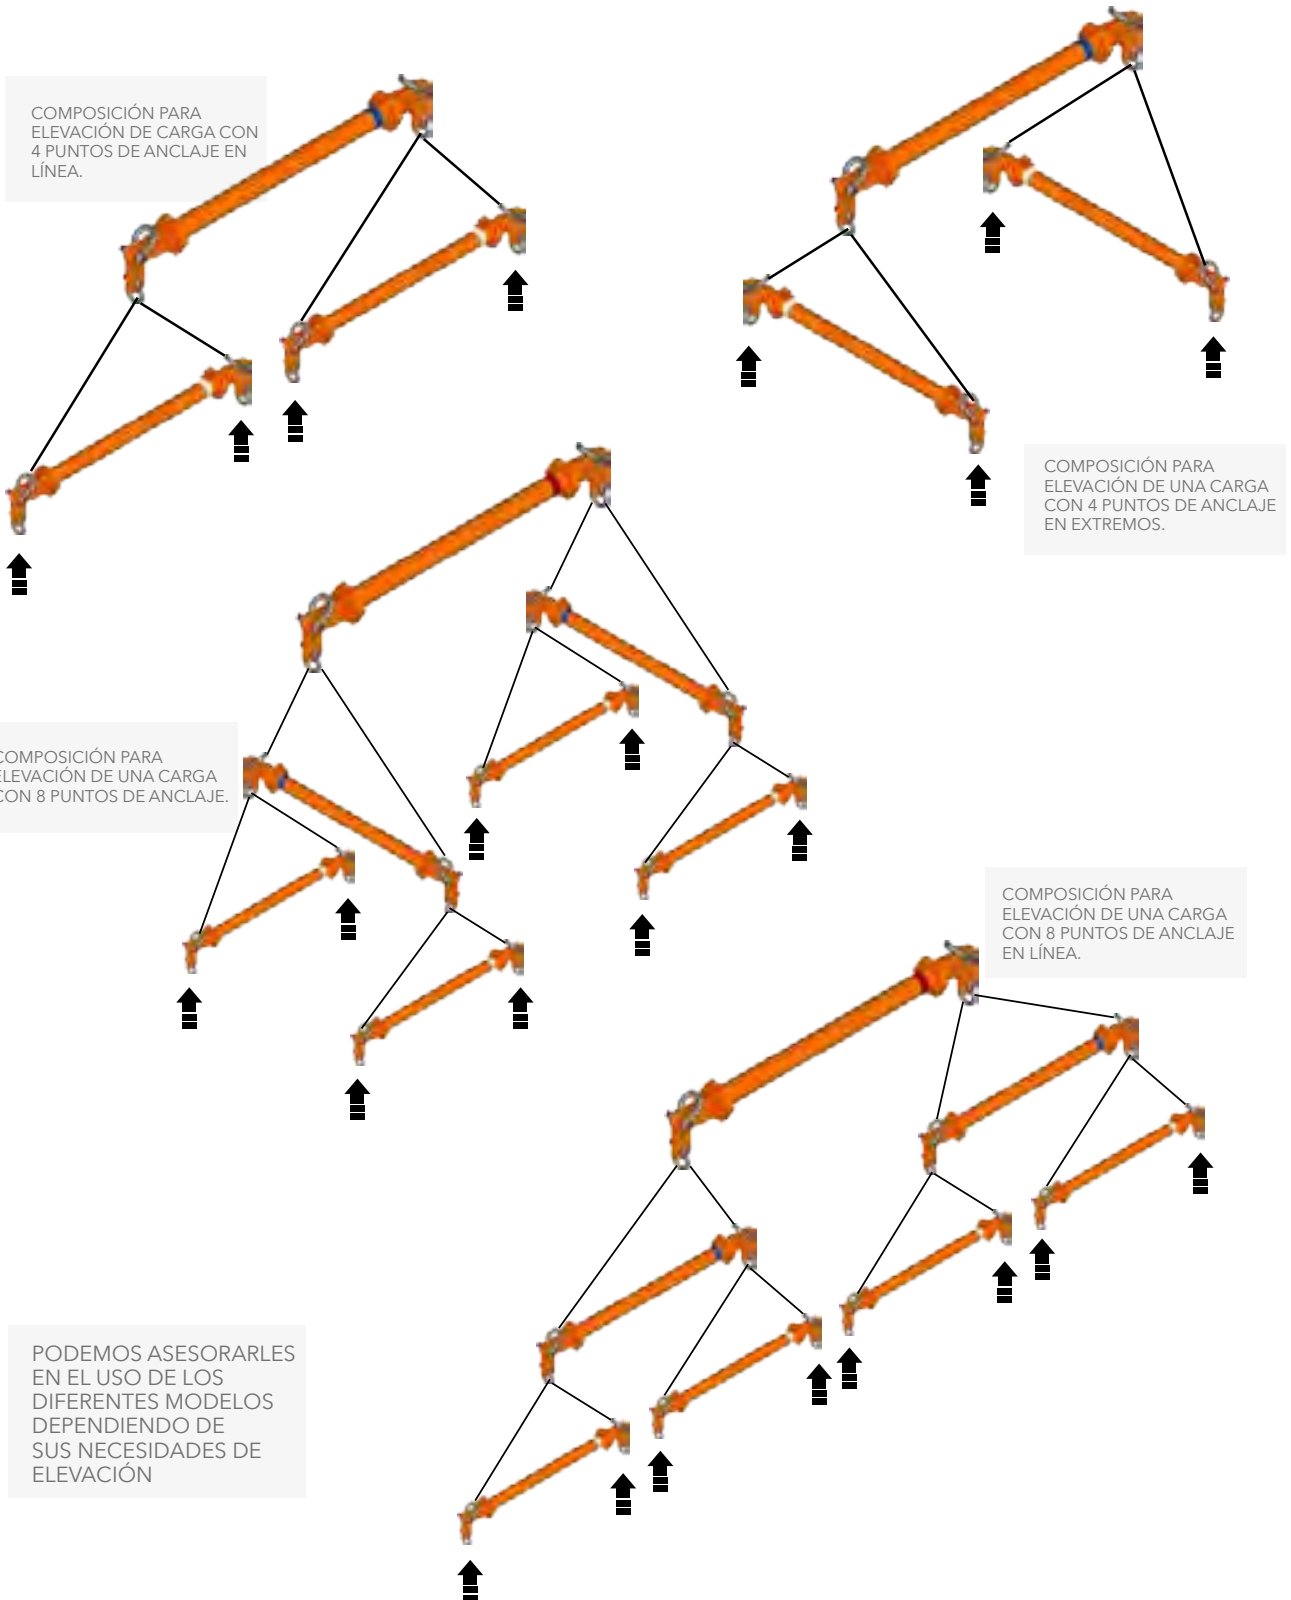 COMPOSICIÓN PARA
ELEVACIÓN DE CARGA CON
4 PUNTOS DE ANCLAJE EN
LÍNEA.
COMPOSICIÓN PARA
ELEVACIÓN DE UNA CARGA
CON 4 PUNTOS DE ANCLAJE
EN EXTREMOS.
COMPOSICIÓN PARA
ELEVACIÓN DE UNA CARGA
CON 8 PUNTOS DE ANCLAJE.
COMPOSICIÓN PARA
ELEVACIÓN DE UNA CARGA
CON 8 PUNTOS DE ANCLAJE
EN LÍNEA.
PODEMOS ASESORARLES
EN EL USO DE LOS
DIFERENTES MODELOS
DEPENDIENDO DE
SUS NECESIDADES DE
ELEVACIÓN